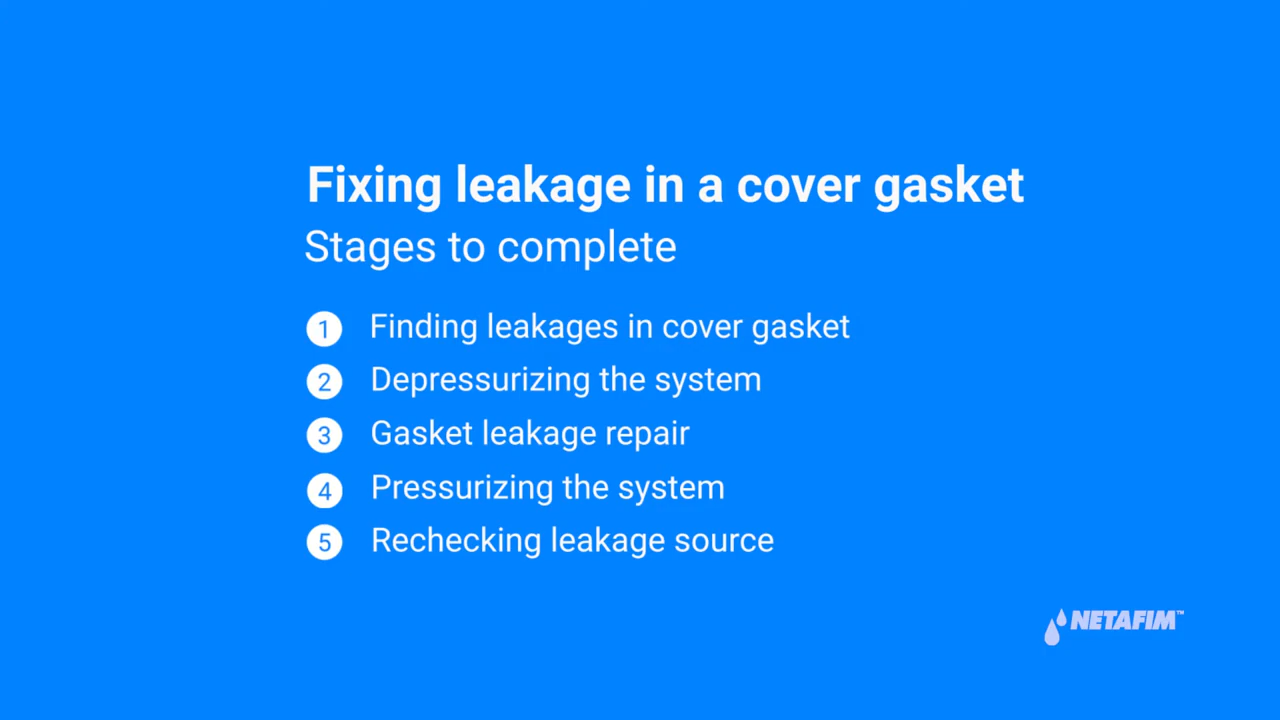 Fixing leakage in a cover gasket
Stages to complete
1 Finding leakages in cover gasket
2 Depressurizing the system
3 Gasket leakage repair
4 Pressurizing the system
5 Rechecking leakage source
NETAFIM™